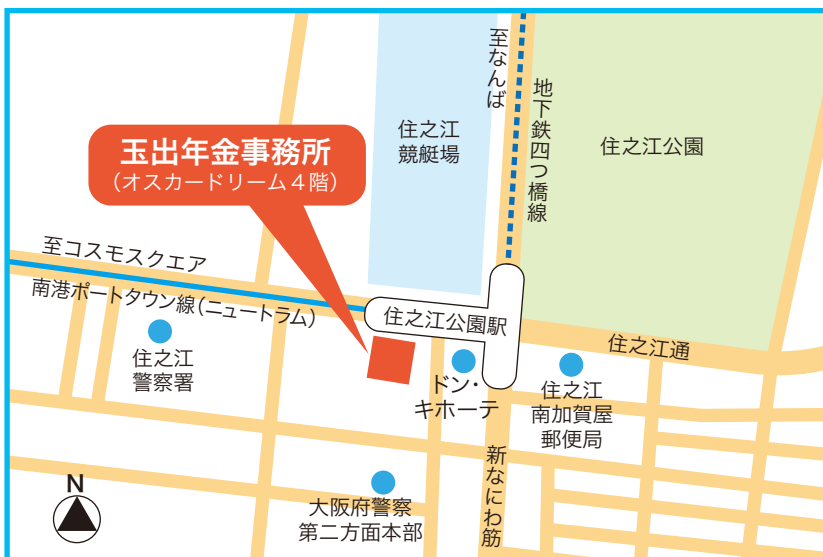 玉出年金事務所
(オスカードリーム4階)
住之江
競艇場
至なんば
地下鉄四つ橋線
住之江公園
至コスモスクエア
南港ポートタウン線(ニュートラム)
住之江公園駅
住之江通
住之江
警察署
ドン・
キホーテ
住之江
南加賀屋
郵便局
新なにわ筋
大阪府警察
第二方面本部
N